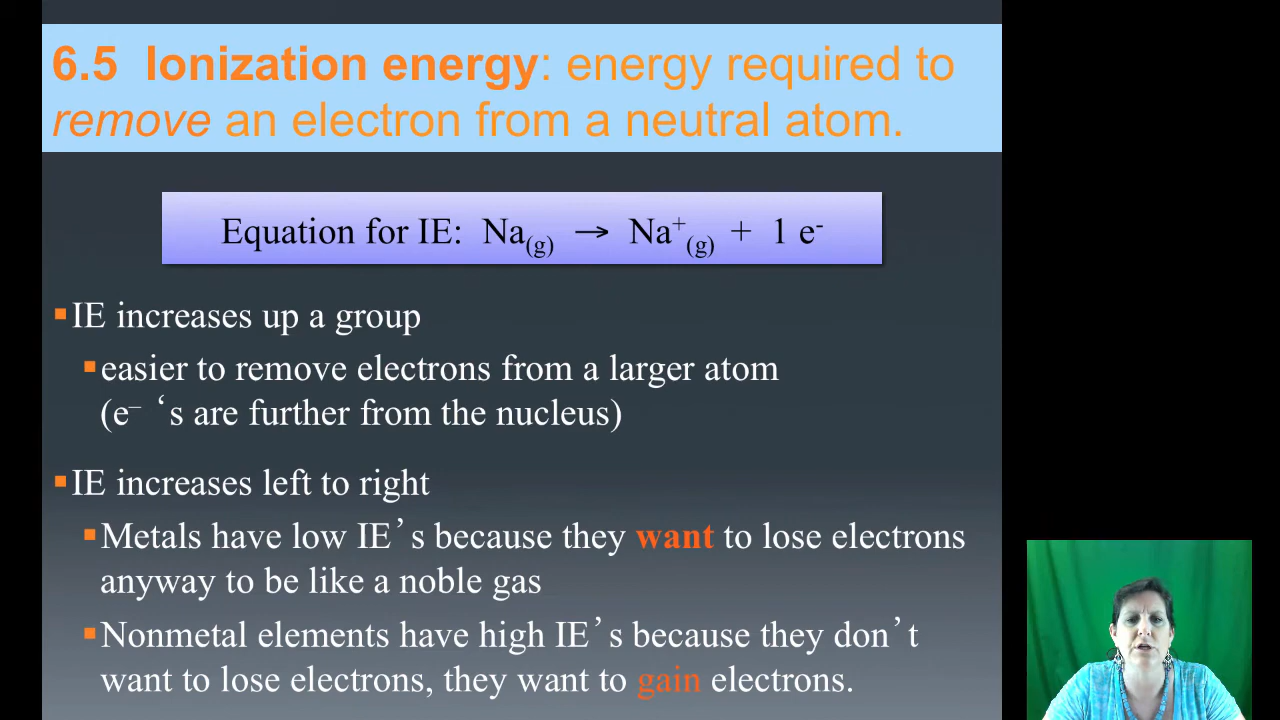 6.5 Ionization energy: energy required to
remove an electron from a neutral atom.
Equation for IE: Na(g) → Na⁺(g) + 1 e⁻
▪IE increases up a group
▪easier to remove electrons from a larger atom
(e⁻ ‘s are further from the nucleus)
▪IE increases left to right
▪Metals have low IE’s because they want to lose electrons
anyway to be like a noble gas
▪Nonmetal elements have high IE’s because they don’t
want to lose electrons, they want to gain electrons.